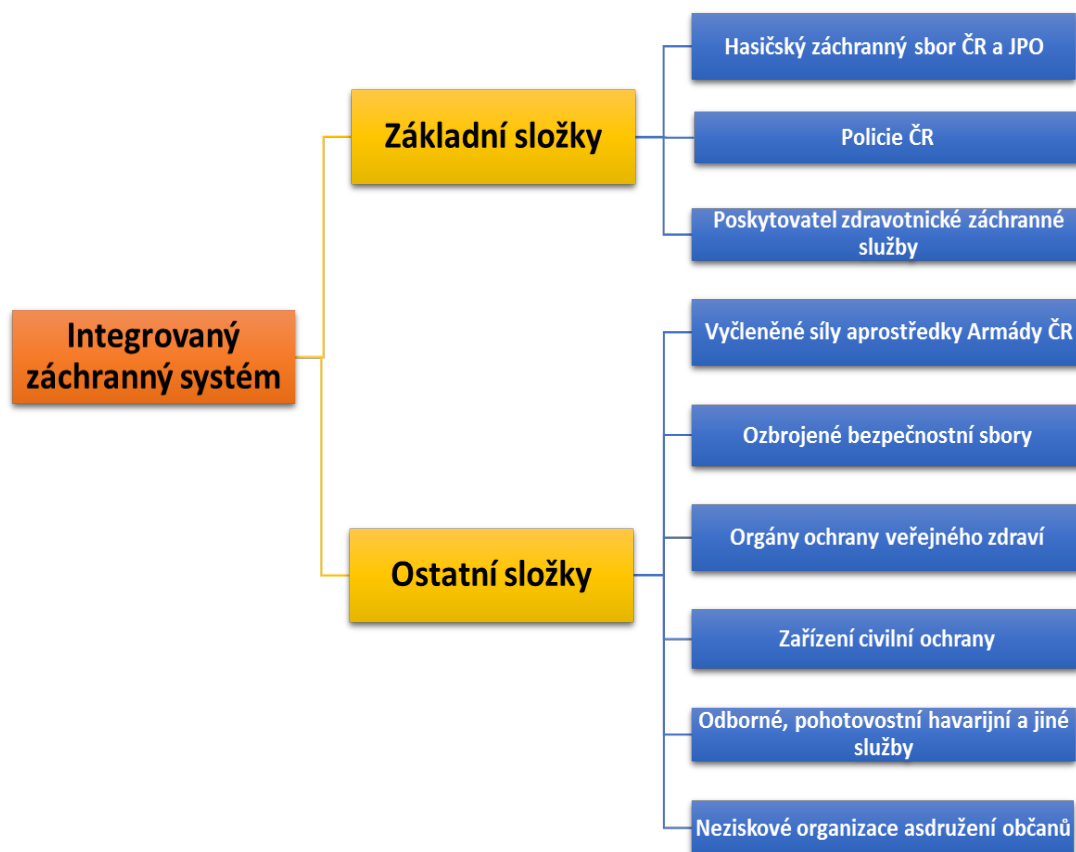 Hasičský záchranný sbor ČR a JPO
Základní složky
Policie ČR
Poskytovatel zdravotnické záchranné
služby
Integrovaný
záchranný systém
Vyčleněné síly aprostředky Armády ČR
Ozbrojené bezpečnostní sbory
Orgány ochrany veřejného zdraví
Ostatní složky
Zařízení civilní ochrany
Odborné, pohotovostní havarijní a jiné
služby
Neziskové organizace asdružení občanů